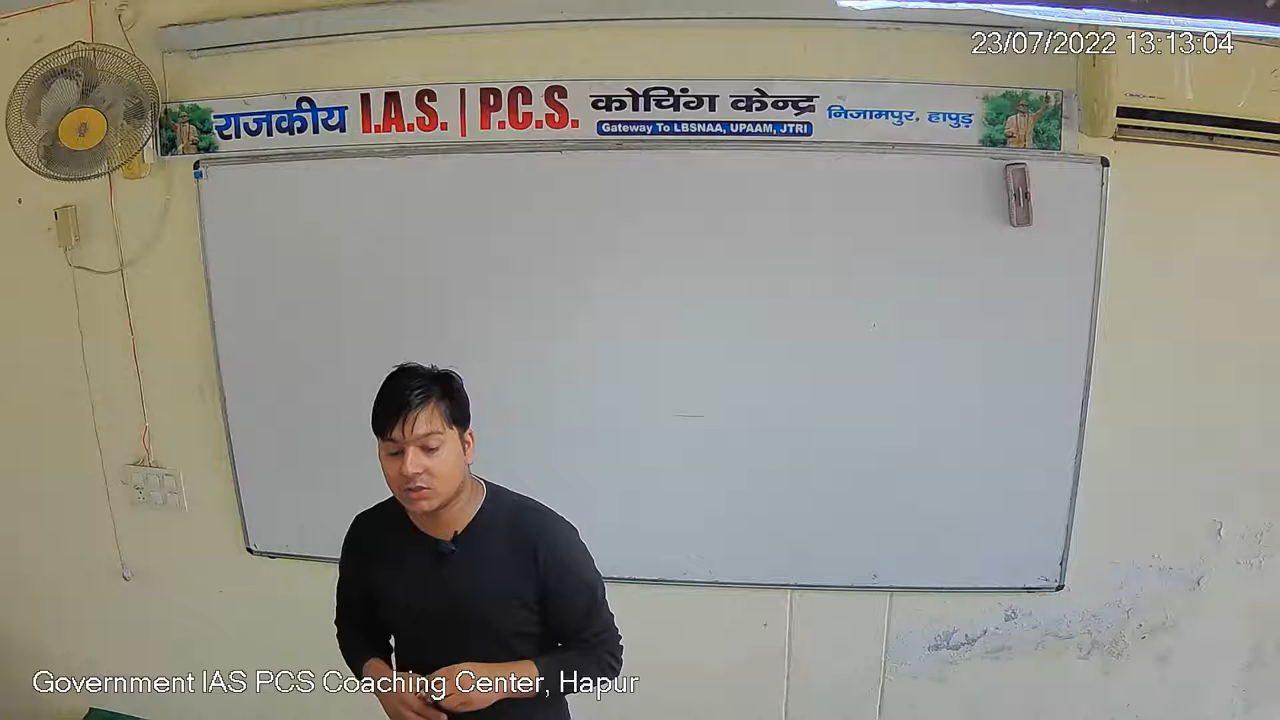 23/07/2022 13:13:04
राजकीय I.A.S. | P.C.S. कोचिंग केन्द्र निजामपुर, हापुड़
Gateway To LBSNAA, UPAAM, JTRI
Government IAS PCS Coaching Center, Hapur